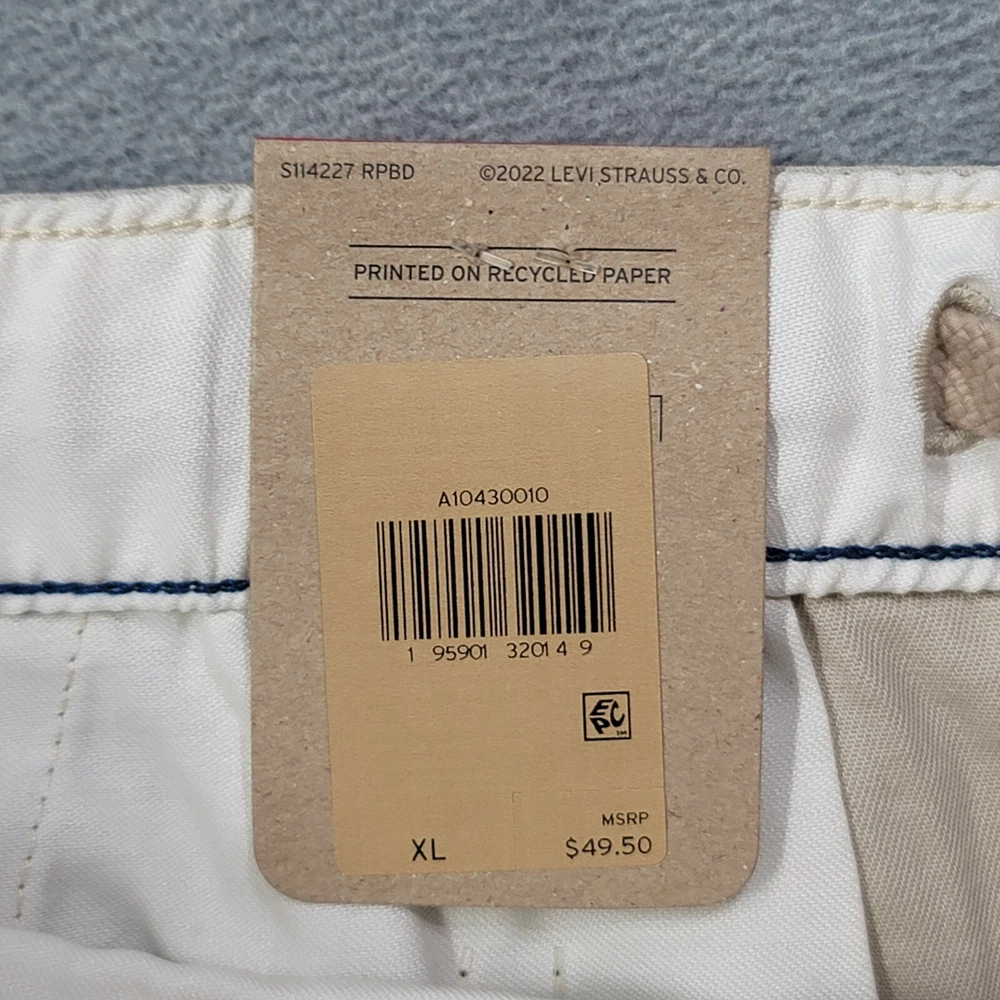 S114227 RPBD ©2022 LEVI STRAUSS & CO.
PRINTED ON RECYCLED PAPER
A10430010
1 95901 32014 9
EPC
SM
MSRP
XL $49.50